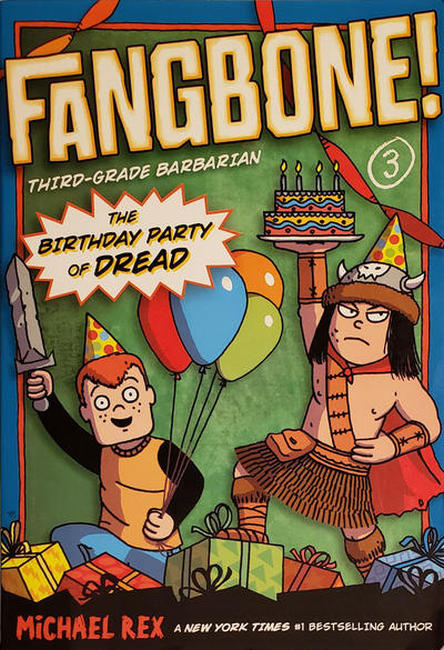 FANGBONE!
THIRD-GRADE BARBARIAN
3
THE
BIRTHDAY PARTY
OF DREAD
MICHAEL REX A NEW YORK TIMES #1 BESTSELLING AUTHOR